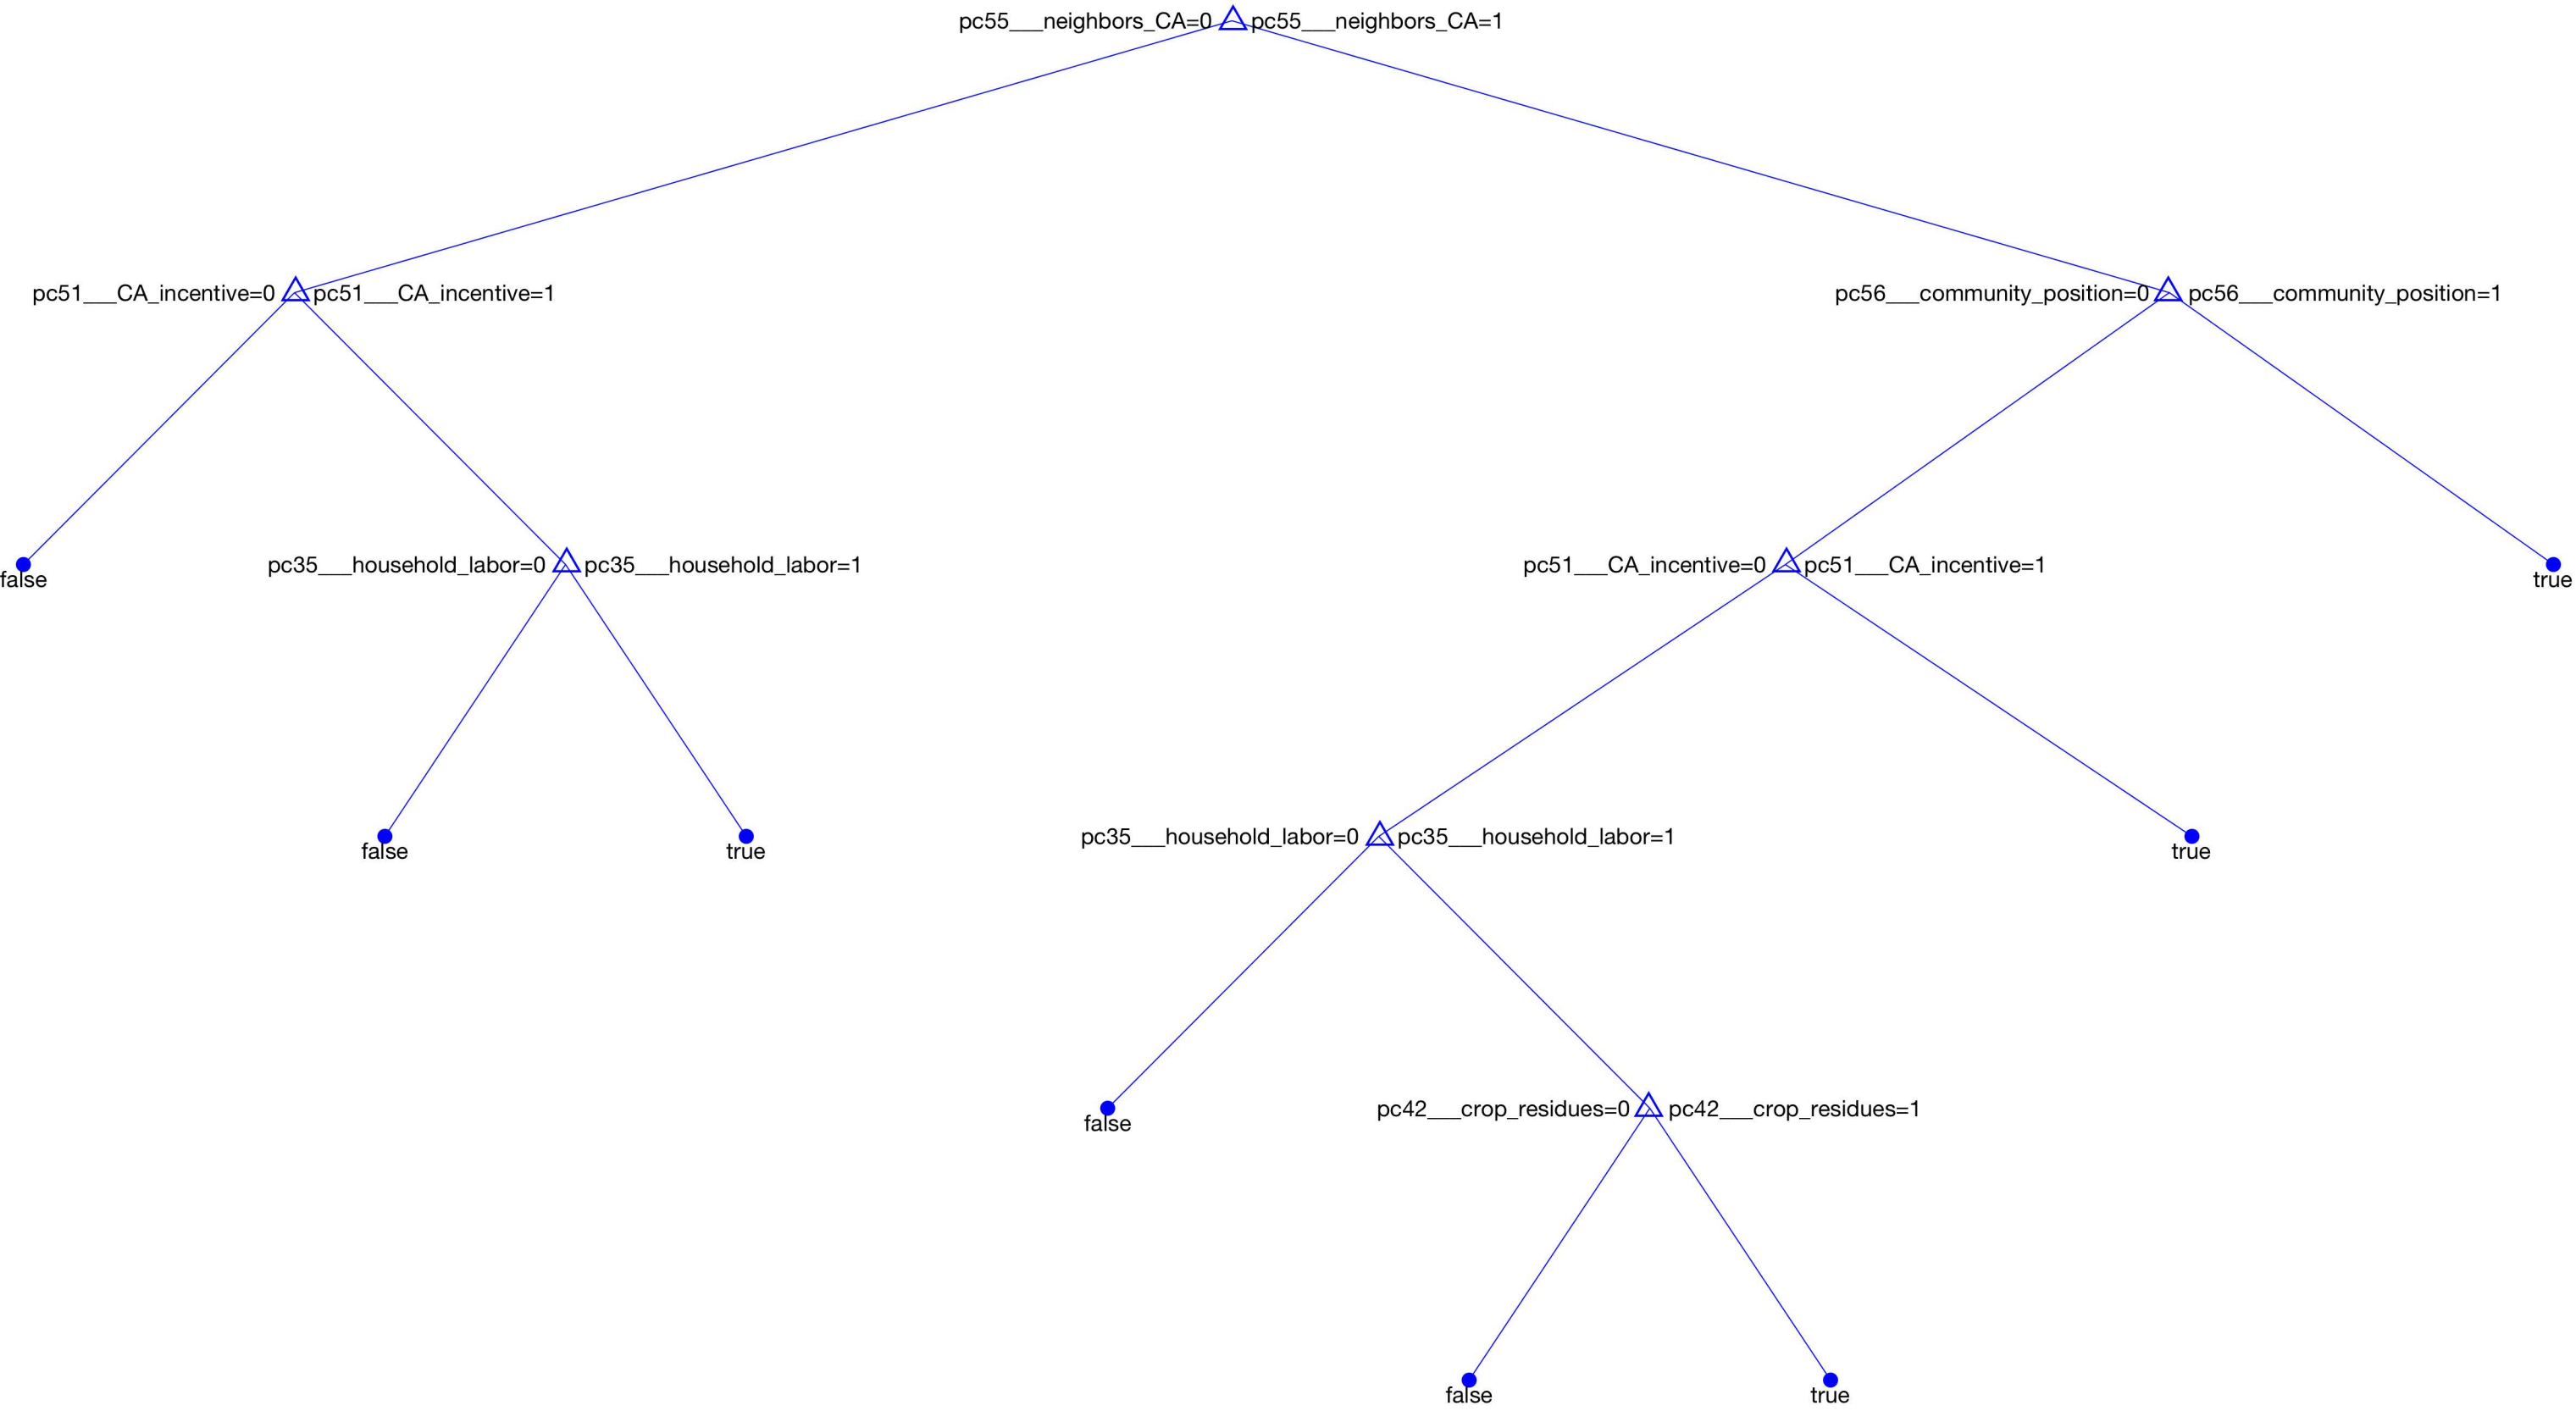 pc55___neighbors_CA=0 pc55___neighbors_CA=1
pc51___CA_incentive=0 pc51___CA_incentive=1
pc56___community_position=0 pc56___community_position=1
false
pc35___household_labor=0 pc35___household_labor=1
pc51___CA_incentive=0 pc51___CA_incentive=1
true
false
true
pc35___household_labor=0 pc35___household_labor=1
true
false
pc42___crop_residues=0 pc42___crop_residues=1
false
true